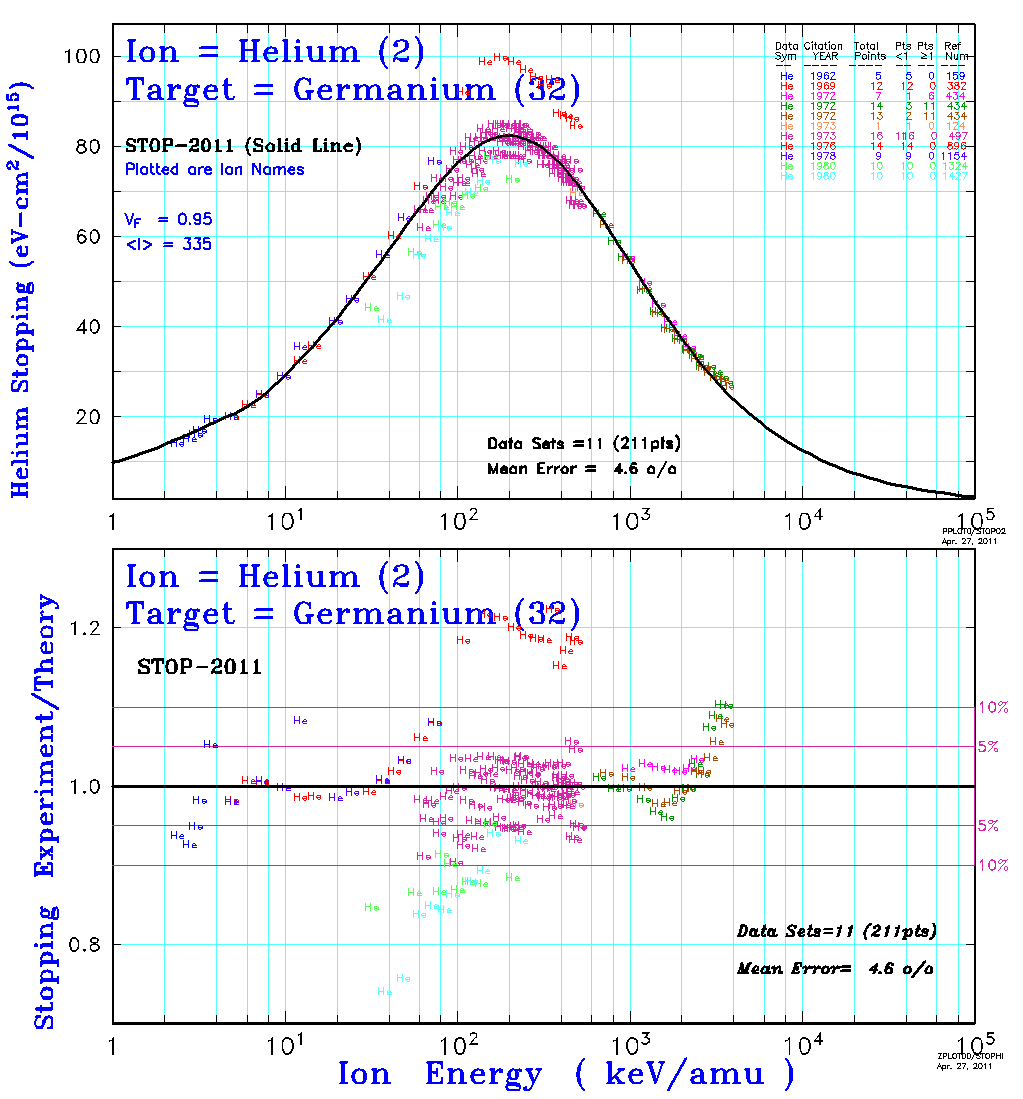 Ion = Helium (2)
Target = Germanium (32)
STOP-2011 (Solid Line)
Plotted are Ion Names
VF = 0.95
<I> = 335
Data Citation Total Pts Pts Ref
Sym YEAR Points <1 ≥1 Num
He 1962 5 5 0 159
He 1969 12 12 0 382
He 1972 7 1 6 434
He 1972 14 3 11 434
He 1972 13 2 11 434
He 1973 1 1 0 124
He 1973 16 116 0 497
He 1976 14 14 0 896
He 1978 9 9 0 1154
He 1980 10 10 0 1324
He 1980 10 10 0 1427
Helium Stopping (eV-cm²/10¹⁵)
100
80
60
40
20
Data Sets =11 (211pts)
Mean Error = 4.6 o/o
1 10¹ 10² 10³ 10⁴ 10⁵
PPLOT0/STOP02
Apr. 27, 2011
Ion = Helium (2)
Target = Germanium (32)
STOP-2011
Stopping Experiment/Theory
1.2
1.0
0.8
10%
5%
5%
10%
Data Sets=11 (211pts)
Mean Error= 4.6 o/o
1 10¹ 10² 10³ 10⁴ 10⁵
Ion Energy ( keV/amu )
ZPLOT0D/STOPHI
Apr. 27, 2011